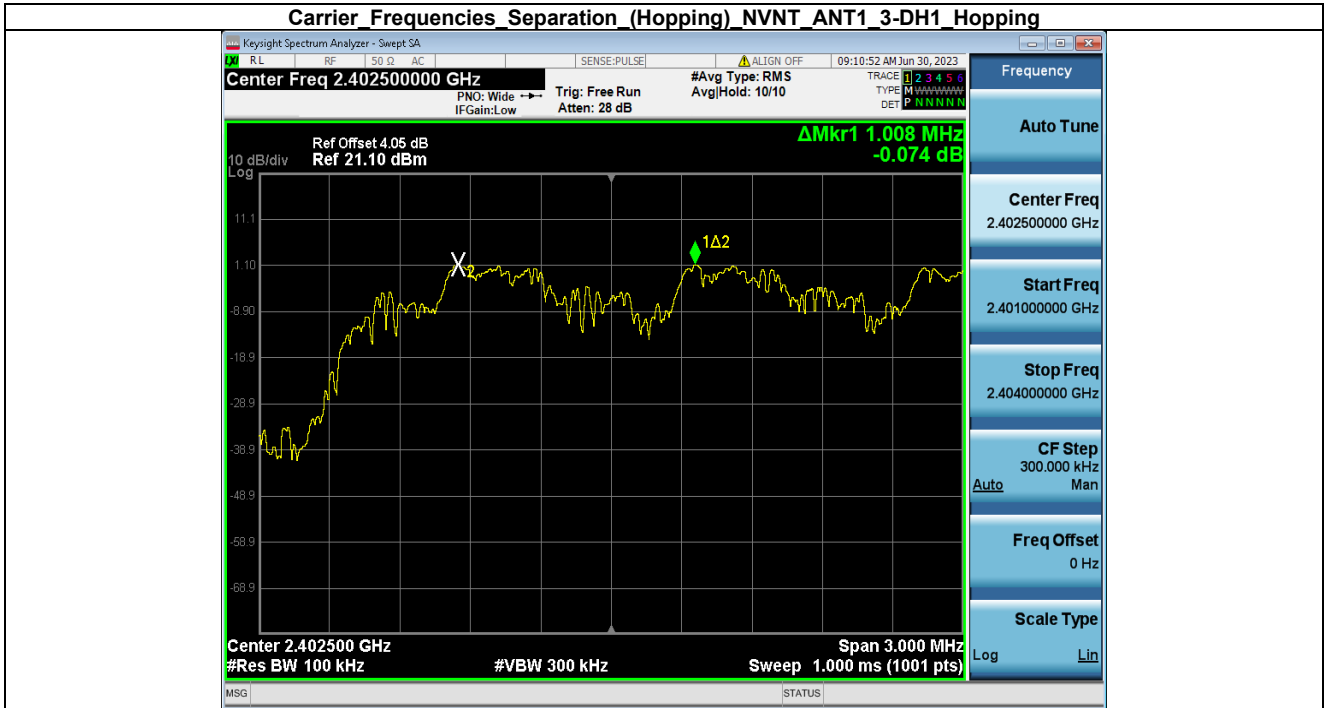 Carrier_Frequencies_Separation_(Hopping)_NVNT_ANT1_3-DH1_Hopping
Keysight Spectrum Analyzer - Swept SA
LXI RL RF 50 Ω AC SENSE:PULSE ALIGN OFF 09:10:52 AM Jun 30, 2023
Center Freq 2.402500000 GHz
PNO: Wide
IFGain:Low
Trig: Free Run
Atten: 28 dB
#Avg Type: RMS
Avg|Hold: 10/10
TRACE 1 2 3 4 5 6
TYPE M WWWWW
DET P N N N N N
ΔMkr1 1.008 MHz
-0.074 dB
Ref Offset 4.05 dB
10 dB/div Ref 21.10 dBm
Log
11.1
1.10
-8.90
-18.9
-28.9
-38.9
-48.9
-58.9
-68.9
X2
1Δ2
Center 2.402500 GHz Span 3.000 MHz
#Res BW 100 kHz #VBW 300 kHz Sweep 1.000 ms (1001 pts)
MSG STATUS
Frequency
Auto Tune
Center Freq
2.402500000 GHz
Start Freq
2.401000000 GHz
Stop Freq
2.404000000 GHz
CF Step
300.000 kHz
Auto Man
Freq Offset
0 Hz
Scale Type
Log Lin